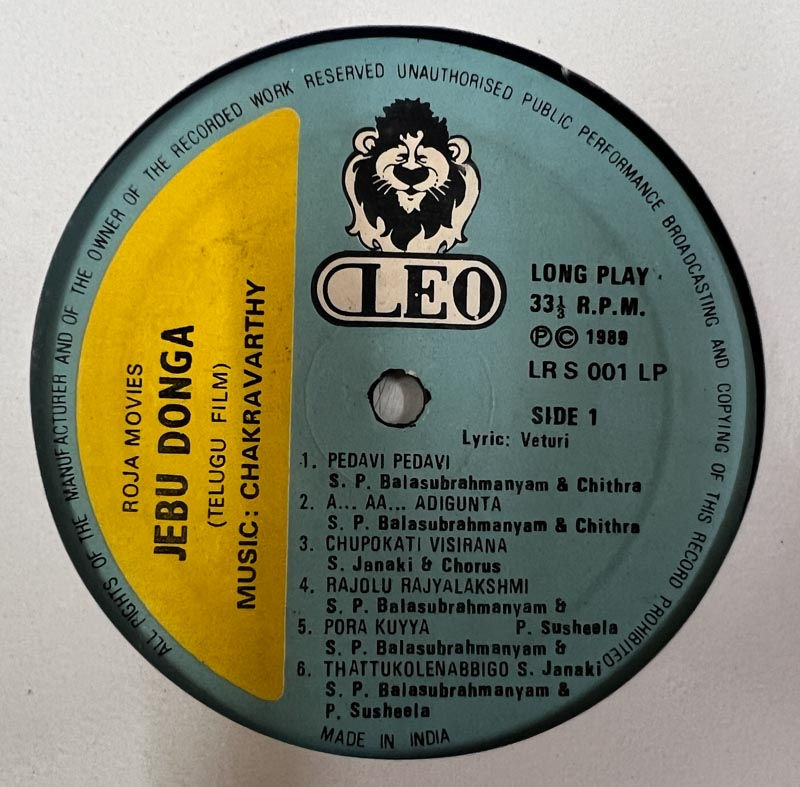 ALL RIGHTS OF THE MANUFACTURER AND OF THE OWNER OF THE RECORDED WORK RESERVED UNAUTHORISED PUBLIC PERFORMANCE BROADCASTING AND COPYING OF THIS RECORD PROHIBITED
LEO
ROJA MOVIES
JEBU DONGA
(TELUGU FILM)
MUSIC: CHAKRAVARTHY
LONG PLAY
33⅓ R.P.M.
Ⓟ© 1989
LR S 001 LP
SIDE 1
Lyric: Veturi
1. PEDAVI PEDAVI
S. P. Balasubrahmanyam & Chithra
2. A... AA... ADIGUNTA
S. P. Balasubrahmanyam & Chithra
3. CHUPOKATI VISIRANA
S. Janaki & Chorus
4. RAJOLU RAJYALAKSHMI
S. P. Balasubrahmanyam &
5. PORA KUYYA P. Susheela
S. P. Balasubrahmanyam &
6. THATTUKOLENABBIGO S. Janaki
S. P. Balasubrahmanyam &
P. Susheela
MADE IN INDIA